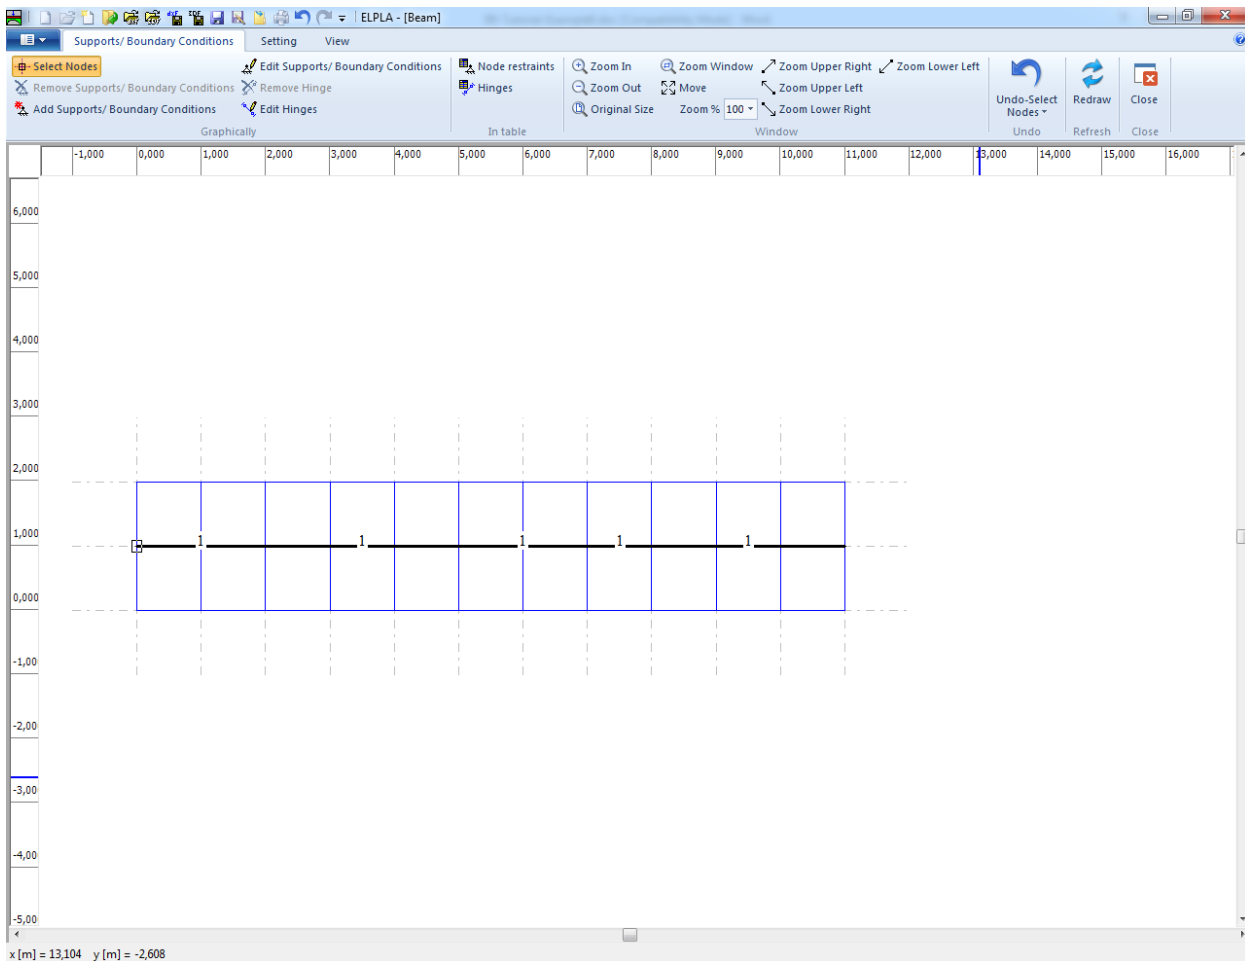 ELPLA - [Beam]
Supports/ Boundary Conditions Setting View
Select Nodes Edit Supports/ Boundary Conditions Node restraints Zoom In Zoom Window Zoom Upper Right Zoom Lower Left
Remove Supports/ Boundary Conditions Remove Hinge Hinges Zoom Out Move Zoom Upper Left
Add Supports/ Boundary Conditions Edit Hinges Original Size Zoom % 100 Zoom Lower Right
Undo-Select Nodes Redraw Close
Graphically In table Window Undo Refresh Close
-1,000 0,000 1,000 2,000 3,000 4,000 5,000 6,000 7,000 8,000 9,000 10,000 11,000 12,000 13,000 14,000 15,000 16,000
6,000
5,000
4,000
3,000
2,000
1,000
1 1 1 1 1
0,000
-1,00
-2,00
-3,00
-4,00
-5,00
x [m] = 13,104 y [m] = -2,608